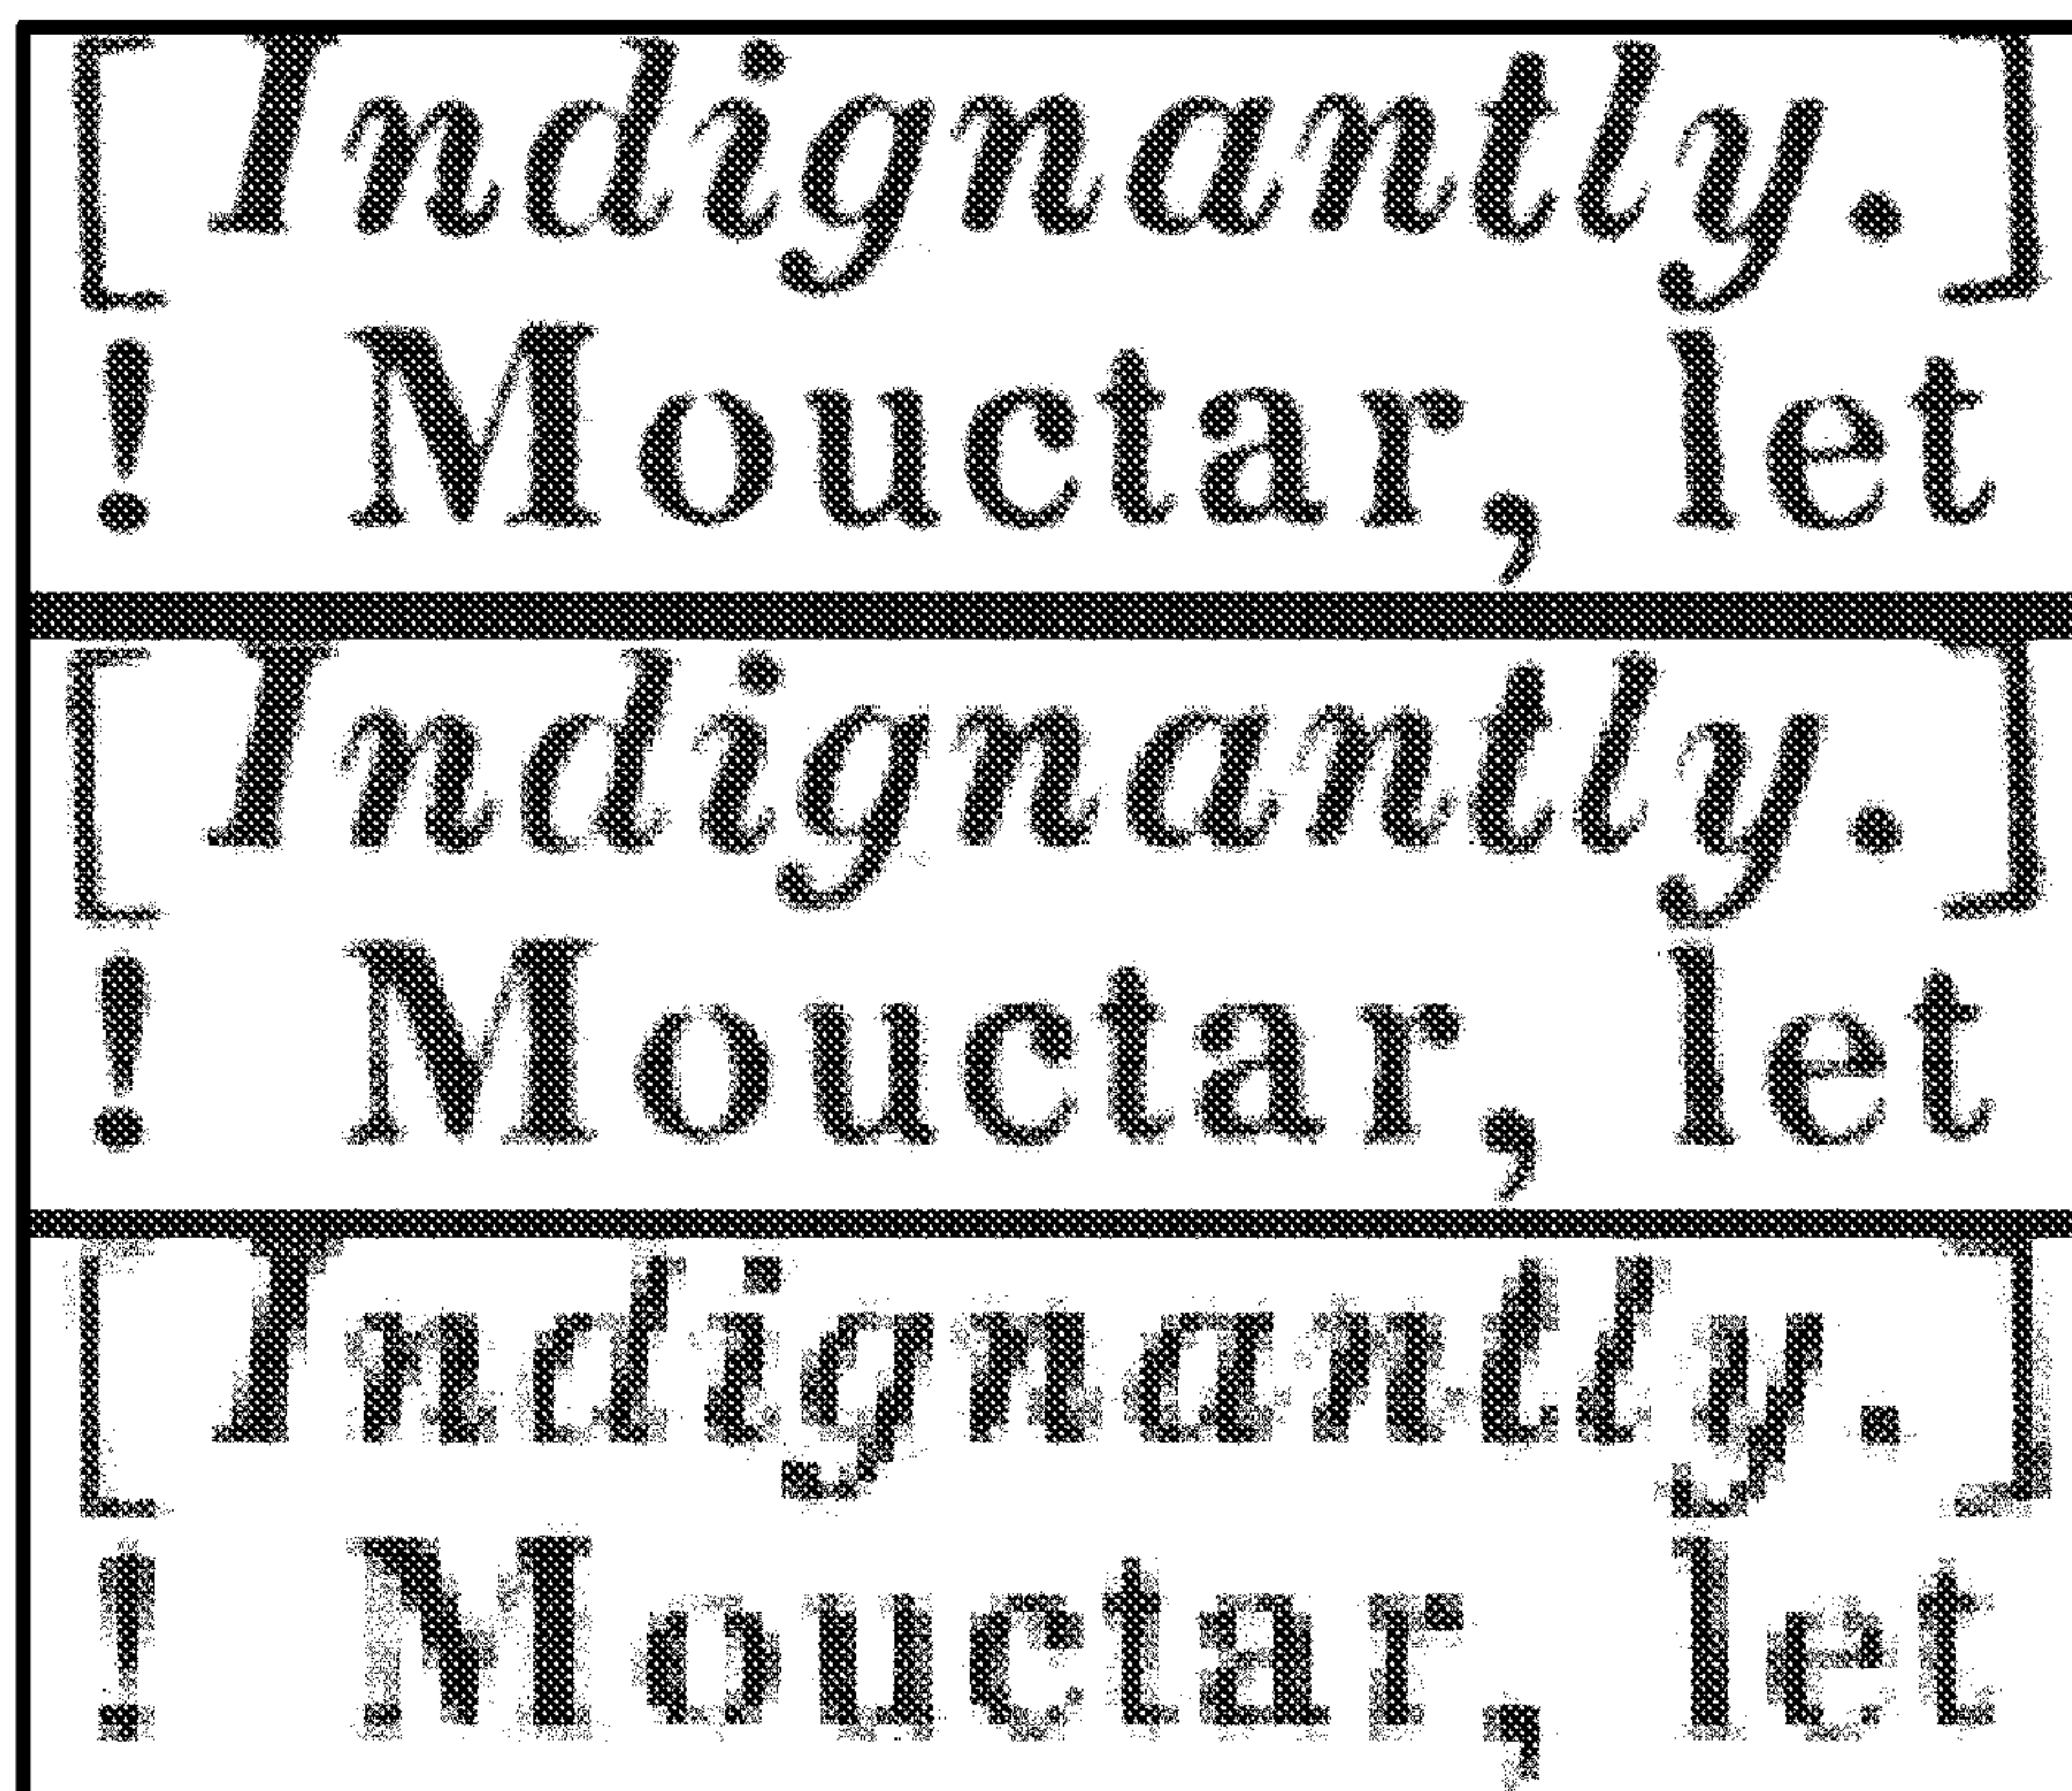 [Indignantly.]
! Mouctar, let
[Indignantly.]
! Mouctar, let
[Indignantly.]
! Mouctar, let